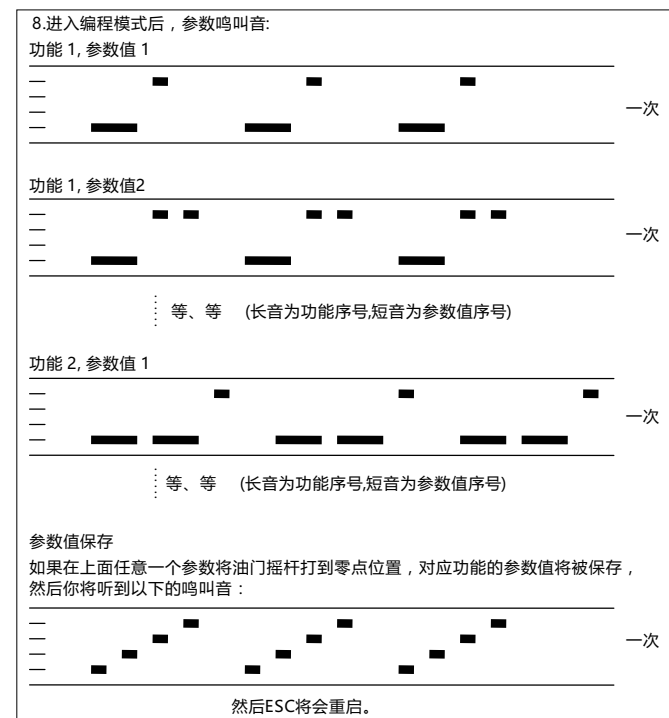 8.进入编程模式后，参数鸣叫音:
功能 1, 参数值 1
一次
功能 1, 参数值2
一次
等、等 (长音为功能序号,短音为参数值序号)
功能 2, 参数值 1
一次
等、等 (长音为功能序号,短音为参数值序号)
参数值保存
如果在上面任意一个参数将油门摇杆打到零点位置，对应功能的参数值将被保存，
然后你将听到以下的鸣叫音：
一次
然后ESC将会重启。